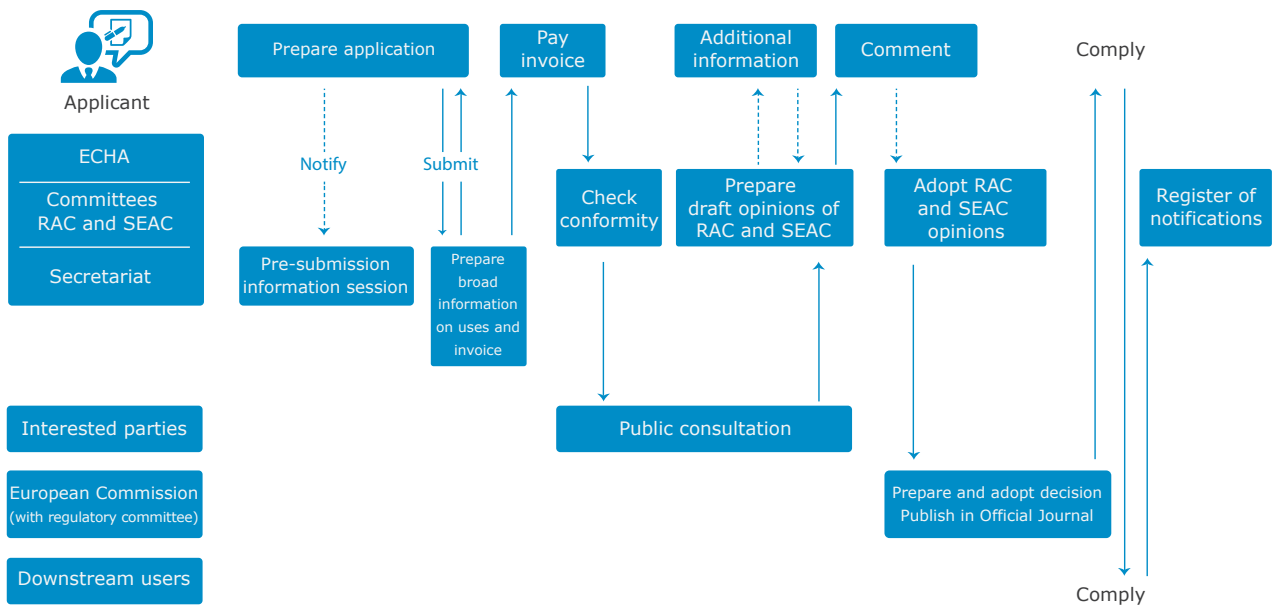 Applicant
ECHA
Committees
RAC and SEAC
Secretariat
Interested parties
European Commission
(with regulatory committee)
Downstream users
Prepare application
Notify
Submit
Pre-submission
information session
Prepare
broad
information
on uses and
invoice
Pay
invoice
Check
conformity
Public consultation
Additional
information
Prepare
draft opinions of
RAC and SEAC
Comment
Adopt RAC
and SEAC
opinions
Prepare and adopt decision
Publish in Official Journal
Comply
Comply
Register of
notifications